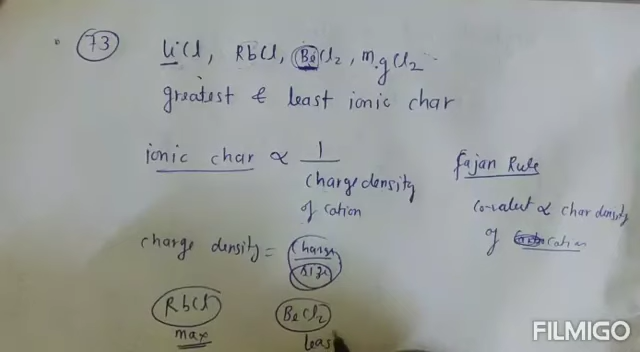 73
LiCl, RbCl, BeCl2, mgCl2
greatest & least ionic char
ionic char ∝ 1
charge density
of cation
Fajan Rule
covalent ∝ char density
of cation
charge density = Charge
size
RbCl
max
BeCl2
leas
FILMIGO